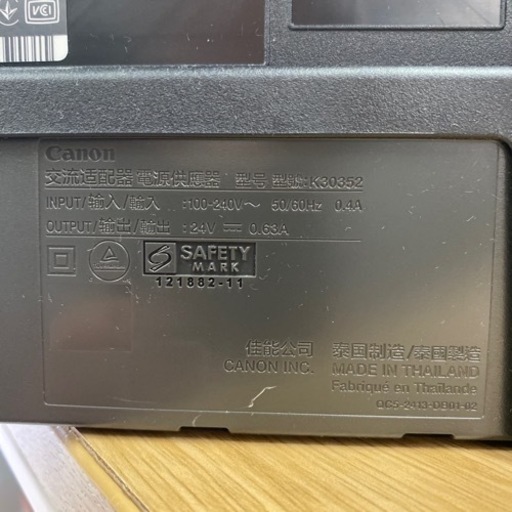 VCI
Canon
交流适配器 電源供應器 型号 型號:K30352
INPUT/输入/輸入 :100-240V～ 50/60Hz 0.4A
OUTPUT/输出/輸出 :24V ⎓ 0.63A
SAFETY
MARK
121882-11
佳能公司 泰国制造/泰國製造
CANON INC. MADE IN THAILAND
Fabriqué en Thaïlande
QC5-2413-DB01-02